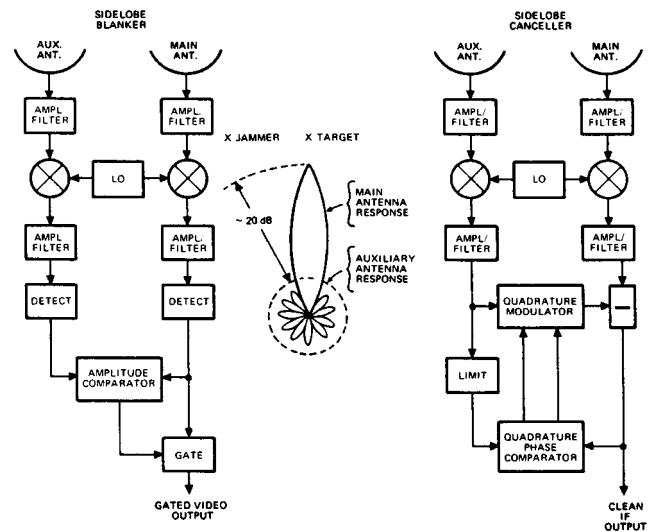 SIDELOBE
BLANKER
AUX.
ANT.
MAIN
ANT.
AMPL
FILTER
AMPL.
FILTER
LO
AMPL
FILTER
AMPL/
FILTER
DETECT
DETECT
AMPLITUDE
COMPARATOR
GATE
GATED VIDEO
OUTPUT
X JAMMER
X TARGET
~ 20 dB
MAIN
ANTENNA
RESPONSE
AUXILIARY
ANTENNA
RESPONSE
SIDELOBE
CANCELLER
AUX.
ANT.
MAIN
ANT.
AMPL/
FILTER
AMPL/
FILTER
LO
AMPL/
FILTER
AMPL/
FILTER
QUADRATURE
MODULATOR
—
LIMIT
QUADRATURE
PHASE
COMPARATOR
CLEAN
IF
OUTPUT